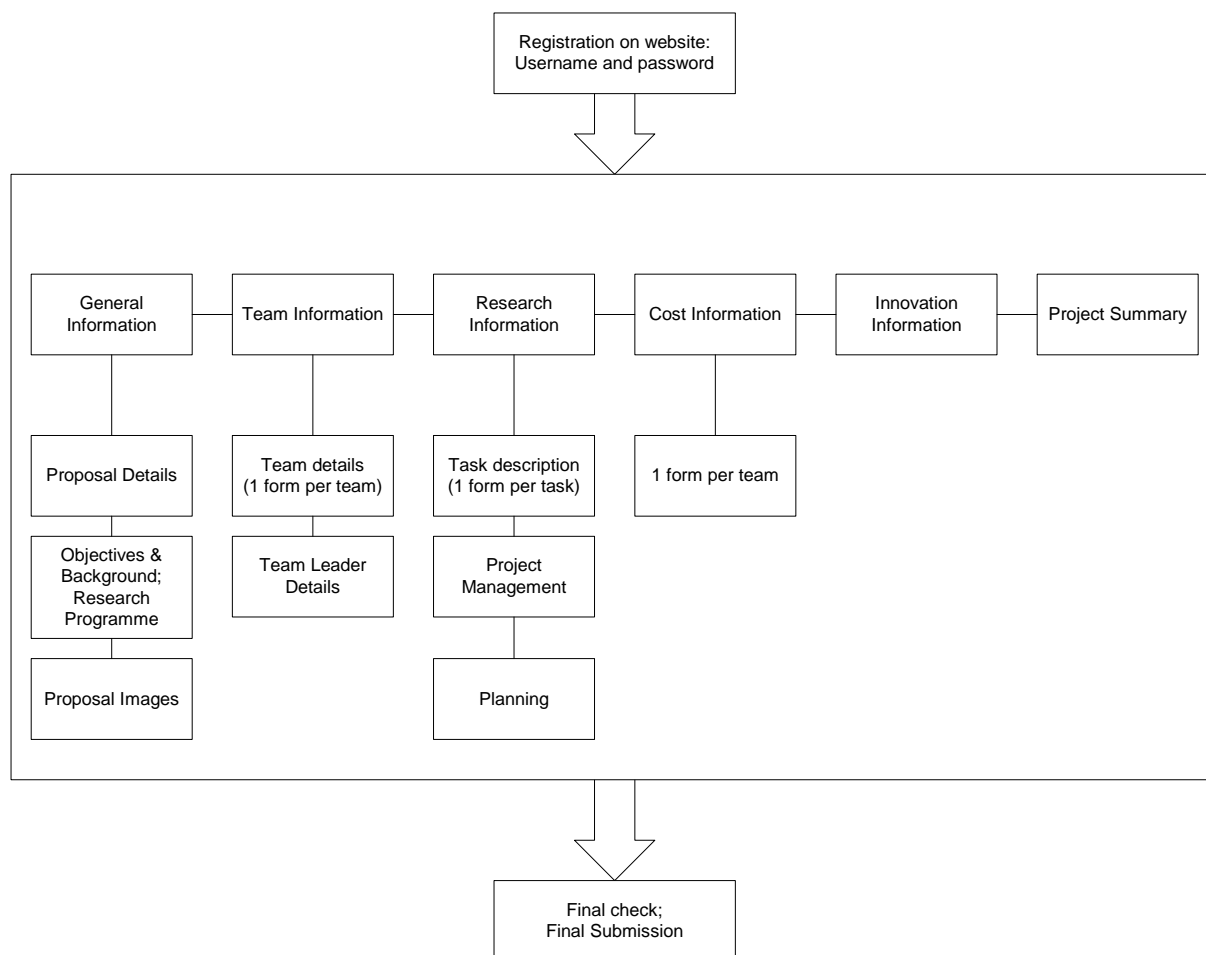 Registration on website:
Username and password
General
Information
Team Information
Research
Information
Cost Information
Innovation
Information
Project Summary
Proposal Details
Team details
(1 form per team)
Task description
(1 form per task)
1 form per team
Objectives &
Background;
Research
Programme
Team Leader
Details
Project
Management
Proposal Images
Planning
Final check;
Final Submission